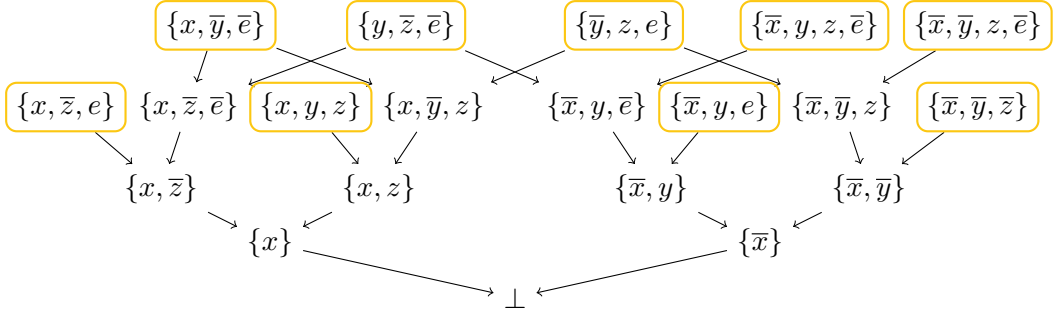 {x, y̅, e̅} {y, z̅, e̅} {y̅, z, e} {x̅, y, z, e̅} {x̅, y̅, z, e̅}
{x, z̅, e} {x, z̅, e̅} {x, y, z} {x, y̅, z} {x̅, y, e̅} {x̅, y, e} {x̅, y̅, z} {x̅, y̅, z̅}
{x, z̅} {x, z} {x̅, y} {x̅, y̅}
{x} {x̅}
⊥